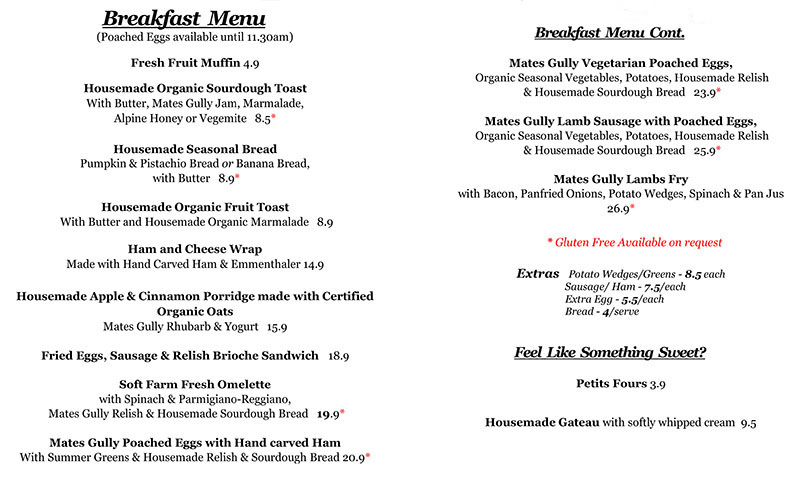 Breakfast Menu
(Poached Eggs available until 11.30am)
Fresh Fruit Muffin 4.9
Housemade Organic Sourdough Toast
With Butter, Mates Gully Jam, Marmalade,
Alpine Honey or Vegemite 8.5*
Housemade Seasonal Bread
Pumpkin & Pistachio Bread or Banana Bread,
with Butter 8.9*
Housemade Organic Fruit Toast
With Butter and Housemade Organic Marmalade 8.9
Ham and Cheese Wrap
Made with Hand Carved Ham & Emmenthaler 14.9
Housemade Apple & Cinnamon Porridge made with Certified
Organic Oats
Mates Gully Rhubarb & Yogurt 15.9
Fried Eggs, Sausage & Relish Brioche Sandwich 18.9
Soft Farm Fresh Omelette
with Spinach & Parmigiano-Reggiano,
Mates Gully Relish & Housemade Sourdough Bread 19.9*
Mates Gully Poached Eggs with Hand carved Ham
With Summer Greens & Housemade Relish & Sourdough Bread 20.9*
Breakfast Menu Cont.
Mates Gully Vegetarian Poached Eggs,
Organic Seasonal Vegetables, Potatoes, Housemade Relish
& Housemade Sourdough Bread 23.9*
Mates Gully Lamb Sausage with Poached Eggs,
Organic Seasonal Vegetables, Potatoes, Housemade Relish
& Housemade Sourdough Bread 25.9*
Mates Gully Lambs Fry
with Bacon, Panfried Onions, Potato Wedges, Spinach & Pan Jus
26.9*
* Gluten Free Available on request
Extras Potato Wedges/Greens - 8.5 each
Sausage/ Ham - 7.5/each
Extra Egg - 5.5/each
Bread - 4/serve
Feel Like Something Sweet?
Petits Fours 3.9
Housemade Gateau with softly whipped cream 9.5